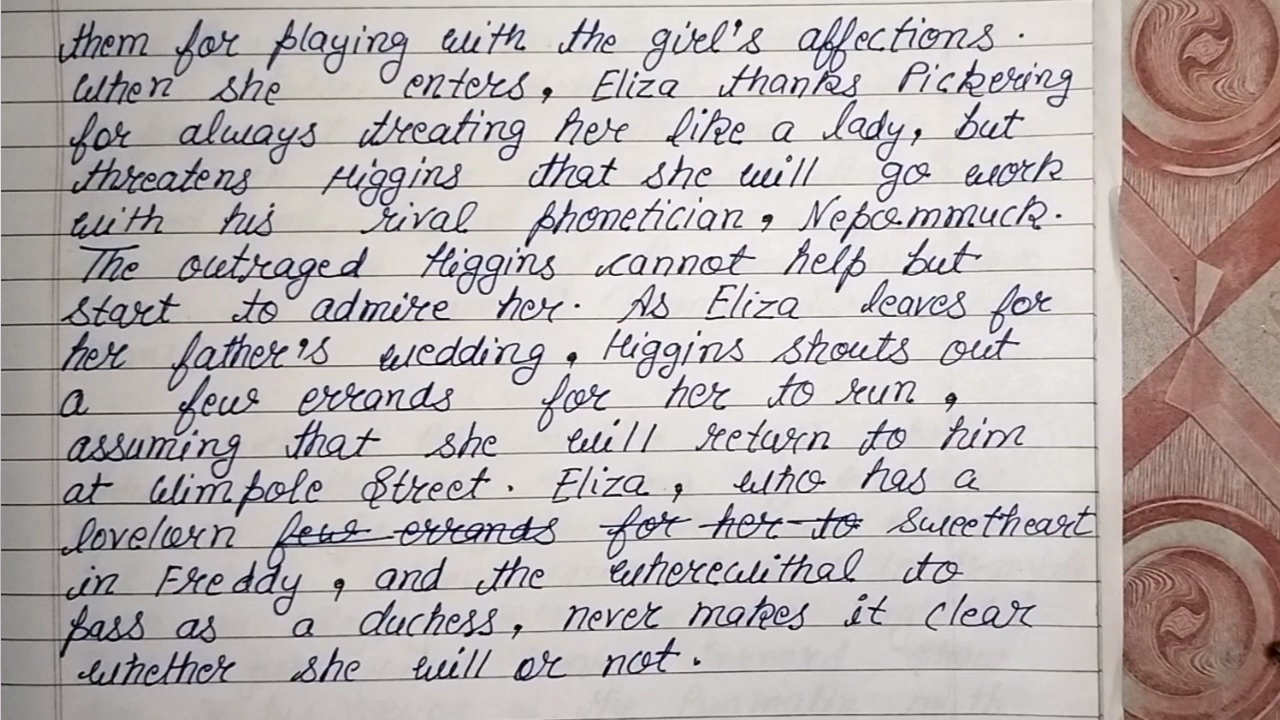 them for playing with the girl's affections.
When she enters, Eliza thanks Pickering
for always treating here like a lady, but
threatens Higgins that she will go work
with his rival phonetician, Nepommuck.
The outraged Higgins cannot help but
start to admire her. As Eliza leaves for
her father's wedding, Higgins shouts out
a few errands for her to run,
assuming that she will return to him
at Wimpole Street. Eliza, who has a
lovelorn few errands for her to sweetheart
in Freddy, and the wherewithal to
pass as a duchess, never makes it clear
whether she will or not.